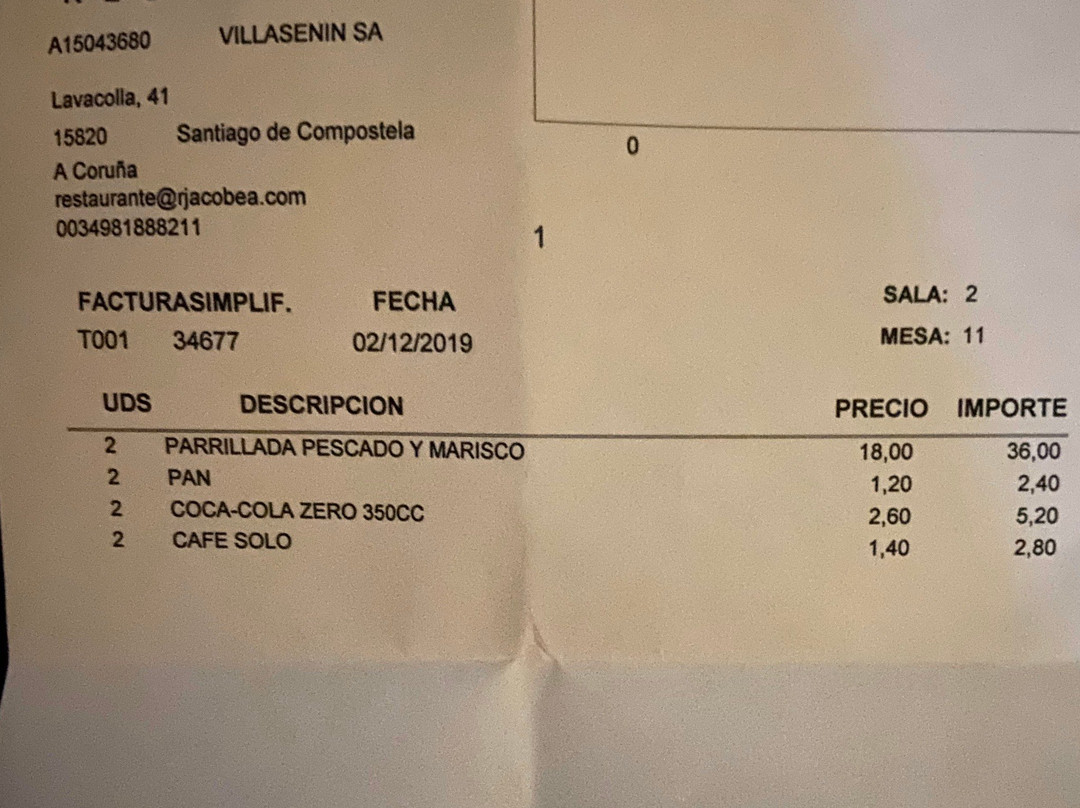 A15043680 VILLASENIN SA
Lavacolla, 41
15820 Santiago de Compostela
A Coruña
restaurante@rjacobea.com
0034981888211
0
1
FACTURASIMPLIF. FECHA
T001 34677 02/12/2019
SALA: 2
MESA: 11
UDS DESCRIPCION PRECIO IMPORTE
2 PARRILLADA PESCADO Y MARISCO 18,00 36,00
2 PAN 1,20 2,40
2 COCA-COLA ZERO 350CC 2,60 5,20
2 CAFE SOLO 1,40 2,80